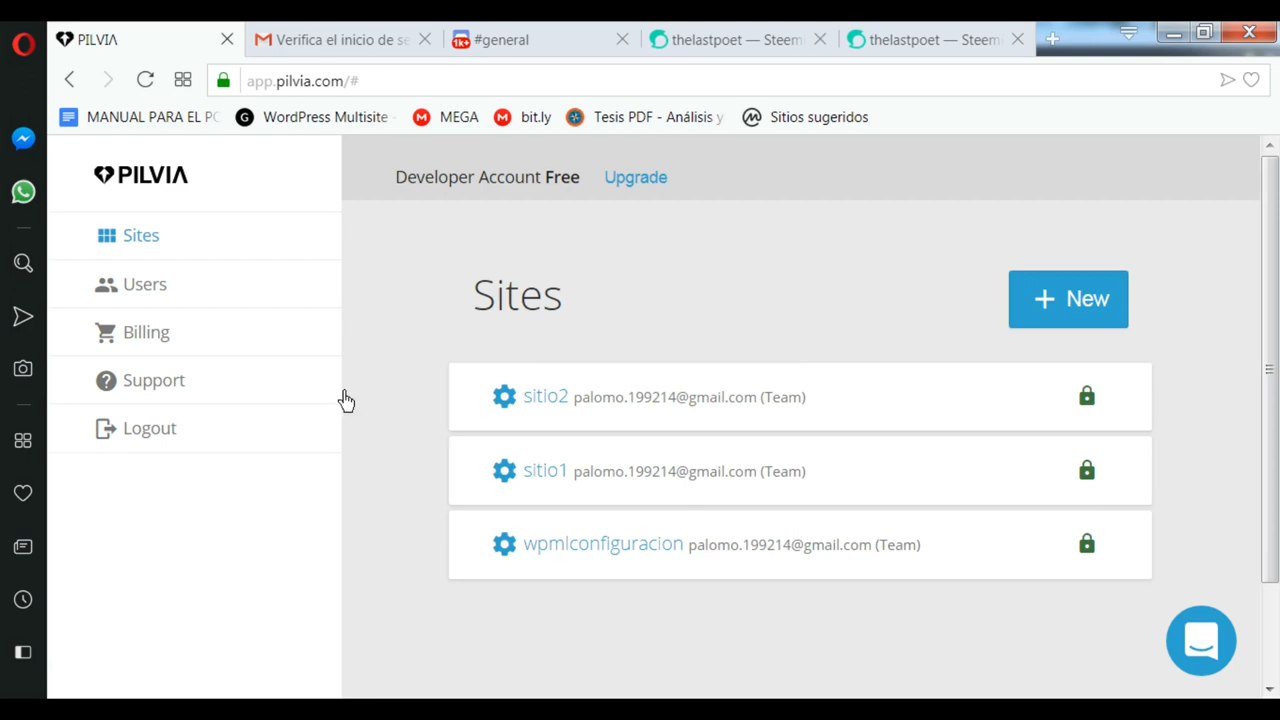 PILVIA
Verifica el inicio de se
1k+ #general
thelastpoet — Steem
thelastpoet — Steem
app.pilvia.com/#
MANUAL PARA EL PC
WordPress Multisite
MEGA
bit.ly
Tesis PDF - Análisis y
Sitios sugeridos
PILVIA
Developer Account Free Upgrade
Sites
Users
Billing
Support
Logout
Sites
+ New
sitio2 palomo.199214@gmail.com (Team)
sitio1 palomo.199214@gmail.com (Team)
wpmlconfiguracion palomo.199214@gmail.com (Team)